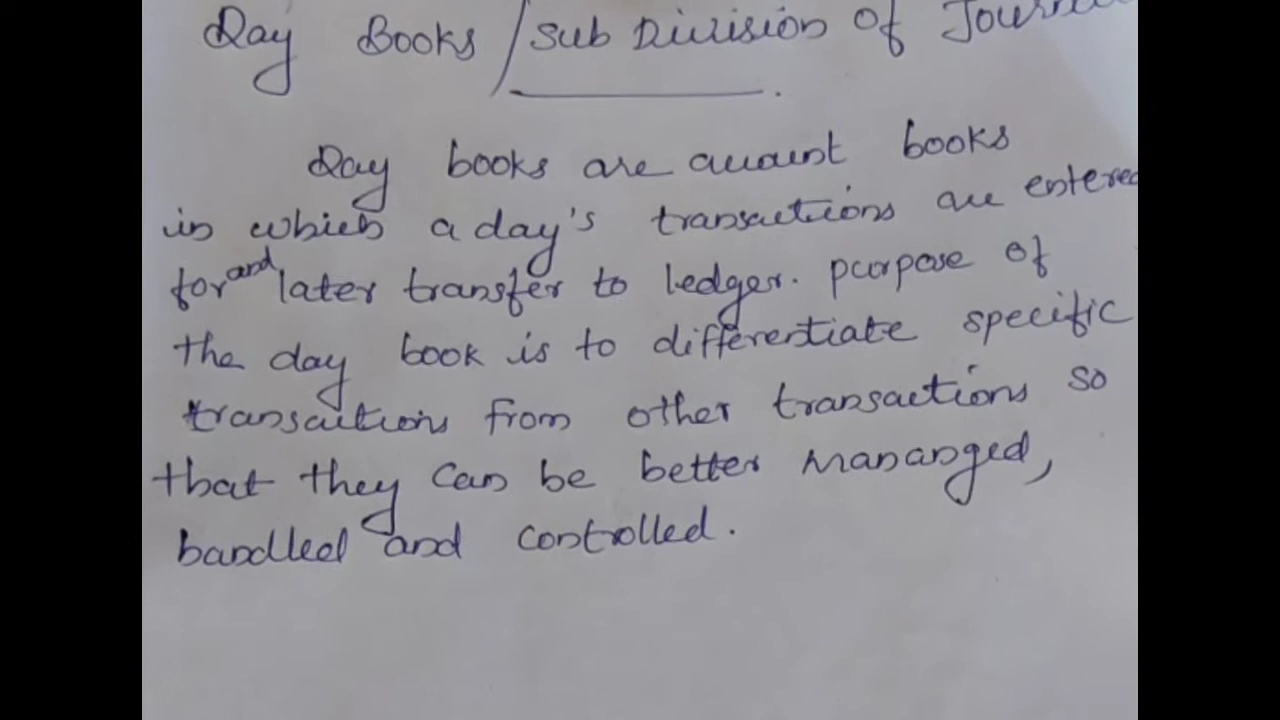 Day Books / Sub Division of Journal
Day books are account books
in which a day's transactions are entered
for and later transfer to ledger. purpose of
the day book is to differentiate specific
transactions from other transactions so
that they can be better mananged,
handled and controlled.